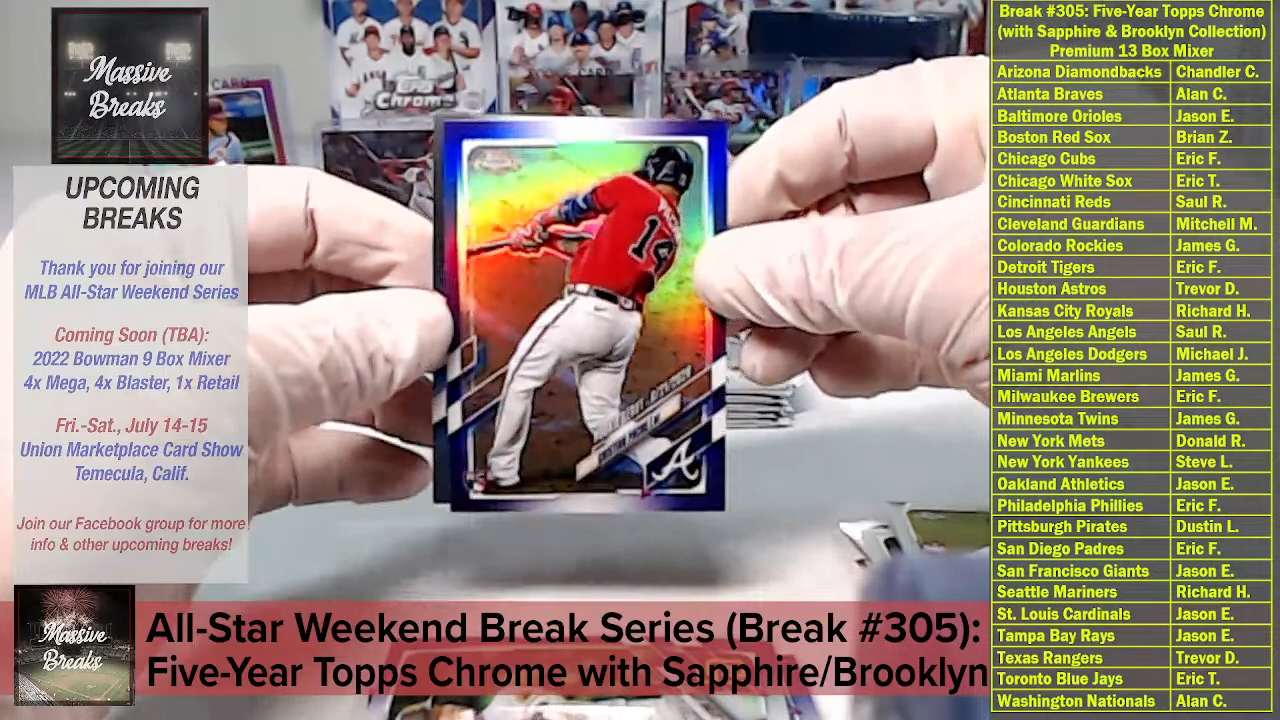 Massive
Breaks
UPCOMING
BREAKS
Thank you for joining our
MLB All-Star Weekend Series
Coming Soon (TBA):
2022 Bowman 9 Box Mixer
4x Mega, 4x Blaster, 1x Retail
Fri.-Sat., July 14-15
Union Marketplace Card Show
Temecula, Calif.
Join our Facebook group for more
info & other upcoming breaks!
Massive
Breaks
All-Star Weekend Break Series (Break #305):
Five-Year Topps Chrome with Sapphire/Brooklyn
CARD
Topps
Chrome
Break #305: Five-Year Topps Chrome
(with Sapphire & Brooklyn Collection)
Premium 13 Box Mixer
Arizona Diamondbacks Chandler C.
Atlanta Braves Alan C.
Baltimore Orioles Jason E.
Boston Red Sox Brian Z.
Chicago Cubs Eric F.
Chicago White Sox Eric T.
Cincinnati Reds Saul R.
Cleveland Guardians Mitchell M.
Colorado Rockies James G.
Detroit Tigers Eric F.
Houston Astros Trevor D.
Kansas City Royals Richard H.
Los Angeles Angels Saul R.
Los Angeles Dodgers Michael J.
Miami Marlins James G.
Milwaukee Brewers Eric F.
Minnesota Twins James G.
New York Mets Donald R.
New York Yankees Steve L.
Oakland Athletics Jason E.
Philadelphia Phillies Eric F.
Pittsburgh Pirates Dustin L.
San Diego Padres Eric F.
San Francisco Giants Jason E.
Seattle Mariners Richard H.
St. Louis Cardinals Jason E.
Tampa Bay Rays Jason E.
Texas Rangers Trevor D.
Toronto Blue Jays Eric T.
Washington Nationals Alan C.